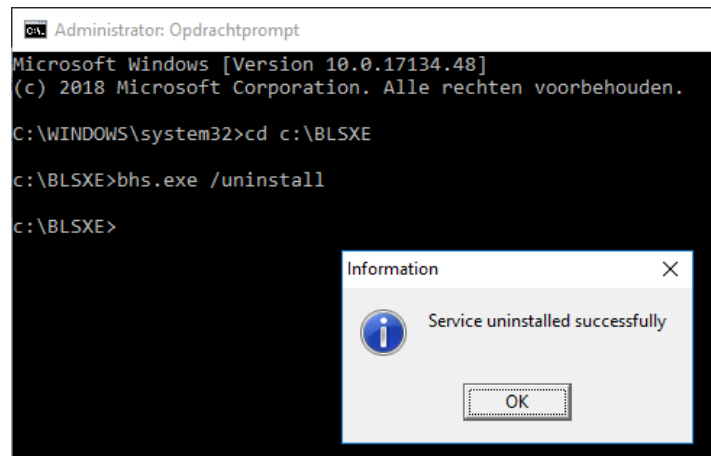 Administrator: Opdrachtprompt
Microsoft Windows [Version 10.0.17134.48]
(c) 2018 Microsoft Corporation. Alle rechten voorbehouden.
C:\WINDOWS\system32>cd c:\BLSXE
c:\BLSXE>bhs.exe /uninstall
c:\BLSXE>
Information
Service uninstalled successfully
OK